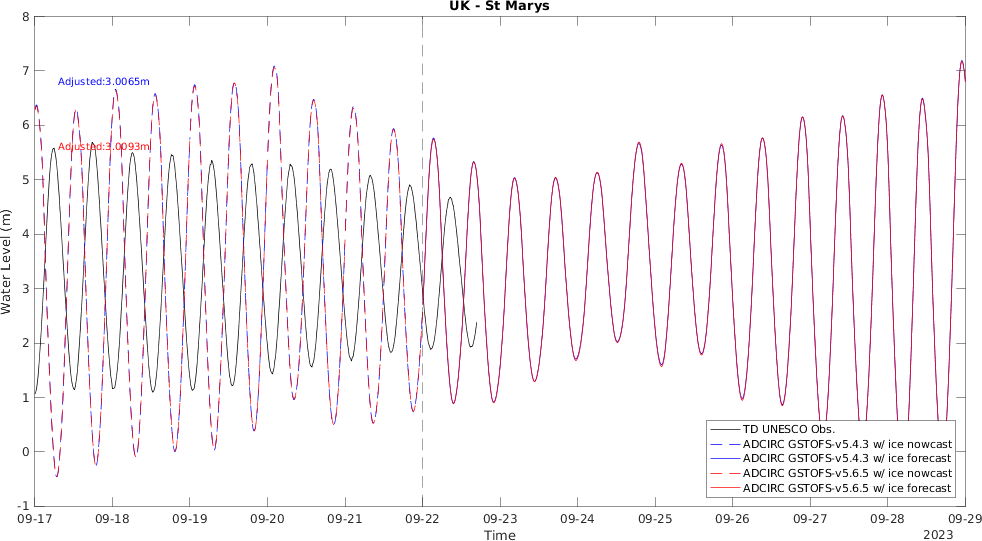 UK - St Marys
8
7
6
5
4
3
2
1
0
-1
Water Level (m)
Adjusted:3.0065m
Adjusted:3.0093m
TD UNESCO Obs.
ADCIRC GSTOFS-v5.4.3 w/ ice nowcast
ADCIRC GSTOFS-v5.4.3 w/ ice forecast
ADCIRC GSTOFS-v5.6.5 w/ ice nowcast
ADCIRC GSTOFS-v5.6.5 w/ ice forecast
09-17 09-18 09-19 09-20 09-21 09-22 09-23 09-24 09-25 09-26 09-27 09-28 09-29
Time
2023